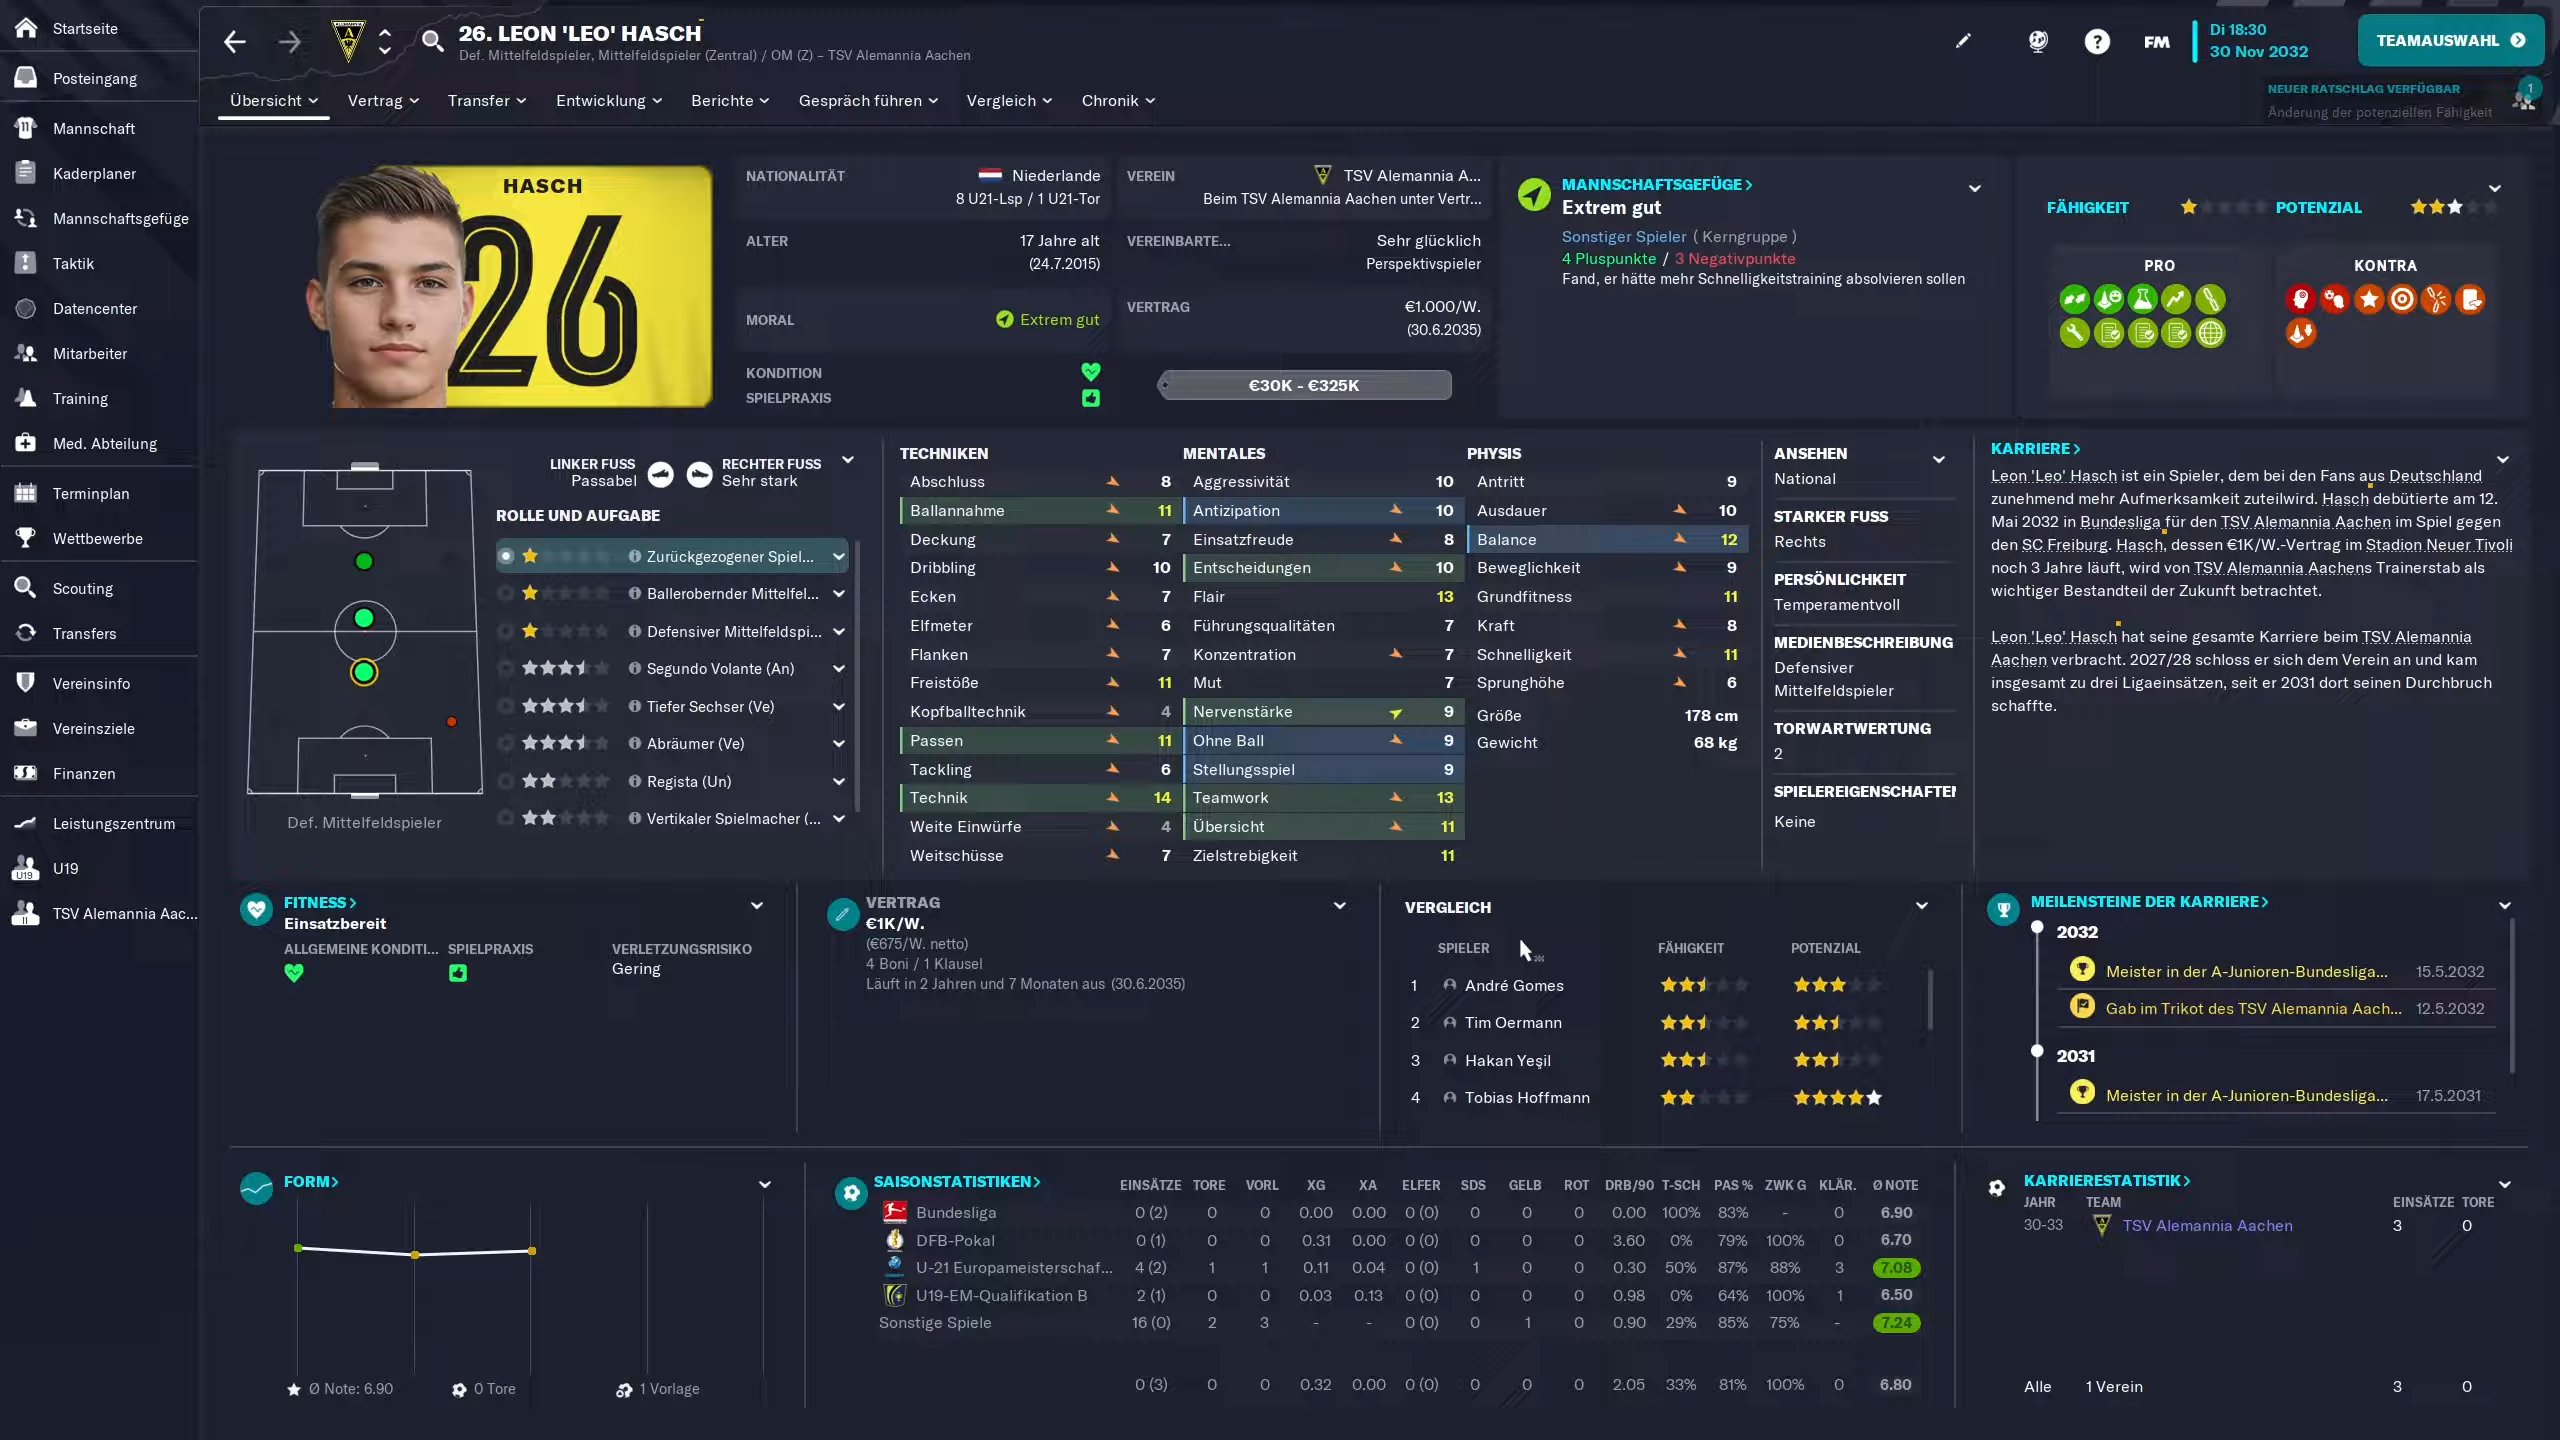 Startseite
Posteingang
Mannschaft
Kaderplaner
Mannschaftsgefüge
Taktik
Datencenter
Mitarbeiter
Training
Med. Abteilung
Terminplan
Wettbewerbe
Scouting
Transfers
Vereinsinfo
Vereinsziele
Finanzen
Leistungszentrum
U19
TSV Alemannia Aac...
26. LEON 'LEO' HASCH
Def. Mittelfeldspieler, Mittelfeldspieler (Zentral) / OM (Z) – TSV Alemannia Aachen
FM
Di 18:30
30 Nov 2032
TEAMAUSWAHL
NEUER RATSCHLAG VERFÜGBAR
Änderung der potenziellen Fähigkeit
1
Übersicht Vertrag Transfer Entwicklung Berichte Gespräch führen Vergleich Chronik
HASCH
26
NATIONALITÄT Niederlande
8 U21-Lsp / 1 U21-Tor
ALTER 17 Jahre alt
(24.7.2015)
MORAL Extrem gut
KONDITION
SPIELPRAXIS
VEREIN TSV Alemannia A...
Beim TSV Alemannia Aachen unter Vertr...
VEREINBARTE... Sehr glücklich
Perspektivspieler
VERTRAG €1.000/W.
(30.6.2035)
€30K - €325K
MANNSCHAFTSGEFÜGE
Extrem gut
Sonstiger Spieler ( Kerngruppe )
4 Pluspunkte / 3 Negativpunkte
Fand, er hätte mehr Schnelligkeitstraining absolvieren sollen
FÄHIGKEIT POTENZIAL
PRO KONTRA
LINKER FUSS
Passabel
RECHTER FUSS
Sehr stark
ROLLE UND AUFGABE
Zurückgezogener Spiel...
Ballerobernder Mittelfel...
Defensiver Mittelfeldspi...
Segundo Volante (An)
Tiefer Sechser (Ve)
Abräumer (Ve)
Regista (Un)
Vertikaler Spielmacher (...
Def. Mittelfeldspieler
TECHNIKEN
Abschluss 8
Ballannahme 11
Deckung 7
Dribbling 10
Ecken 7
Elfmeter 6
Flanken 7
Freistöße 11
Kopfballtechnik 4
Passen 11
Tackling 6
Technik 14
Weite Einwürfe 4
Weitschüsse 7
MENTALES
Aggressivität 10
Antizipation 10
Einsatzfreude 8
Entscheidungen 10
Flair 13
Führungsqualitäten 7
Konzentration 7
Mut 7
Nervenstärke 9
Ohne Ball 9
Stellungsspiel 9
Teamwork 13
Übersicht 11
Zielstrebigkeit 11
PHYSIS
Antritt 9
Ausdauer 10
Balance 12
Beweglichkeit 9
Grundfitness 11
Kraft 8
Schnelligkeit 11
Sprunghöhe 6
Größe 178 cm
Gewicht 68 kg
ANSEHEN
National
STARKER FUSS
Rechts
PERSÖNLICHKEIT
Temperamentvoll
MEDIENBESCHREIBUNG
Defensiver
Mittelfeldspieler
TORWARTWERTUNG
2
SPIELEREIGENSCHAFTEN
Keine
KARRIERE
Leon 'Leo' Hasch ist ein Spieler, dem bei den Fans aus Deutschland
zunehmend mehr Aufmerksamkeit zuteilwird. Hasch debütierte am 12.
Mai 2032 in Bundesliga für den TSV Alemannia Aachen im Spiel gegen
den SC Freiburg. Hasch, dessen €1K/W.-Vertrag im Stadion Neuer Tivoli
noch 3 Jahre läuft, wird von TSV Alemannia Aachens Trainerstab als
wichtiger Bestandteil der Zukunft betrachtet.
Leon 'Leo' Hasch hat seine gesamte Karriere beim TSV Alemannia
Aachen verbracht. 2027/28 schloss er sich dem Verein an und kam
insgesamt zu drei Ligaeinsätzen, seit er 2031 dort seinen Durchbruch
schaffte.
FITNESS
Einsatzbereit
ALLGEMEINE KONDITI... SPIELPRAXIS VERLETZUNGSRISIKO
Gering
VERTRAG
€1K/W.
(€675/W. netto)
4 Boni / 1 Klausel
Läuft in 2 Jahren und 7 Monaten aus (30.6.2035)
VERGLEICH
SPIELER FÄHIGKEIT POTENZIAL
1 André Gomes
2 Tim Oermann
3 Hakan Yeşil
4 Tobias Hoffmann
MEILENSTEINE DER KARRIERE
2032
Meister in der A-Junioren-Bundesliga... 15.5.2032
Gab im Trikot des TSV Alemannia Aach... 12.5.2032
2031
Meister in der A-Junioren-Bundesliga... 17.5.2031
FORM
Ø Note: 6.90 0 Tore 1 Vorlage
SAISONSTATISTIKEN EINSÄTZE TORE VORL XG XA ELFER SDS GELB ROT DRB/90 T-SCH PAS % ZWK G KLÄR. Ø NOTE
Bundesliga 0 (2) 0 0 0.00 0.00 0 (0) 0 0 0 0.00 100% 83% - 0 6.90
DFB-Pokal 0 (1) 0 0 0.31 0.00 0 (0) 0 0 0 3.60 0% 79% 100% 0 6.70
U-21 Europameisterschaf... 4 (2) 1 1 0.11 0.04 0 (0) 1 0 0 0.30 50% 87% 88% 3 7.08
U19-EM-Qualifikation B 2 (1) 0 0 0.03 0.13 0 (0) 0 0 0 0.98 0% 64% 100% 1 6.50
Sonstige Spiele 16 (0) 2 3 - - 0 (0) 0 1 0 0.90 29% 85% 75% - 7.24
0 (3) 0 0 0.32 0.00 0 (0) 0 0 0 2.05 33% 81% 100% 0 6.80
KARRIERESTATISTIK
JAHR TEAM EINSÄTZE TORE
30-33 TSV Alemannia Aachen 3 0
Alle 1 Verein 3 0